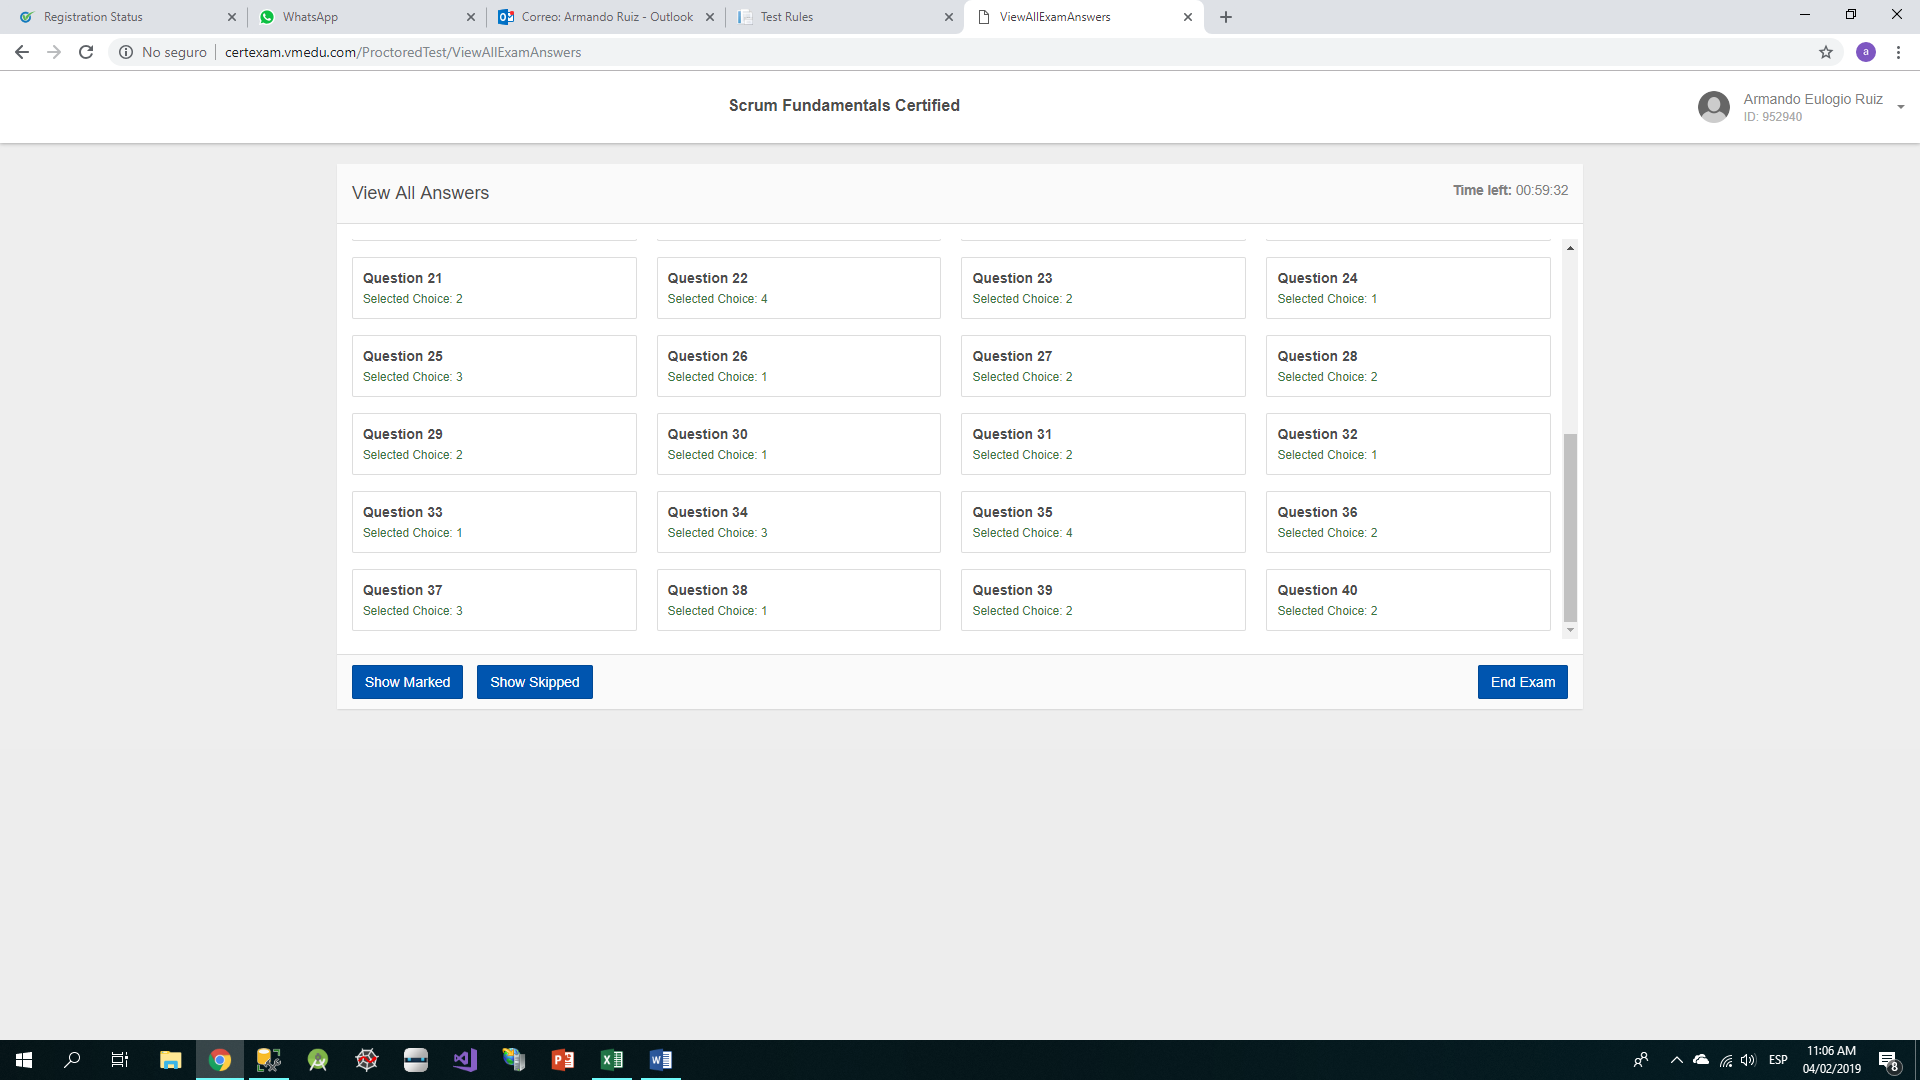 Registration Status
WhatsApp
Correo: Armando Ruiz - Outlook
Test Rules
ViewAllExamAnswers
No seguro
certexam.vmedu.com/ProctoredTest/ViewAllExamAnswers
a
Scrum Fundamentals Certified
Armando Eulogio Ruiz
ID: 952940
View All Answers
Time left: 00:59:32
Question 21
Selected Choice: 2
Question 22
Selected Choice: 4
Question 23
Selected Choice: 2
Question 24
Selected Choice: 1
Question 25
Selected Choice: 3
Question 26
Selected Choice: 1
Question 27
Selected Choice: 2
Question 28
Selected Choice: 2
Question 29
Selected Choice: 2
Question 30
Selected Choice: 1
Question 31
Selected Choice: 2
Question 32
Selected Choice: 1
Question 33
Selected Choice: 1
Question 34
Selected Choice: 3
Question 35
Selected Choice: 4
Question 36
Selected Choice: 2
Question 37
Selected Choice: 3
Question 38
Selected Choice: 1
Question 39
Selected Choice: 2
Question 40
Selected Choice: 2
Show Marked
Show Skipped
End Exam
ESP
11:06 AM
04/02/2019
8